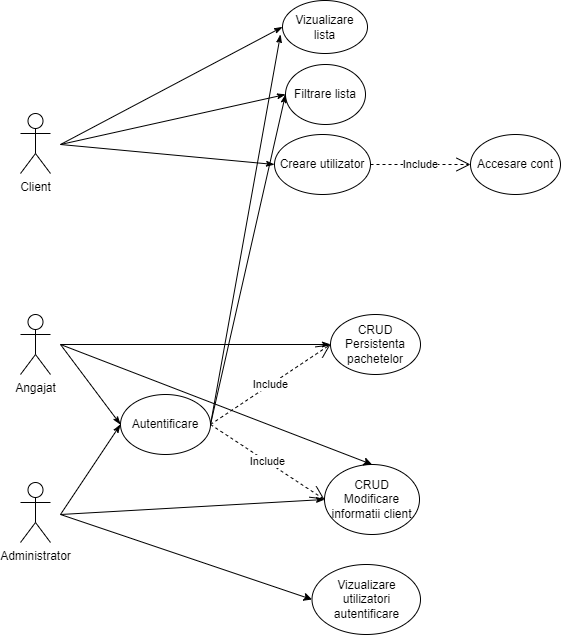 Vizualizare
lista
Filtrare lista
Creare utilizator
Include
Accesare cont
Client
CRUD
Persistenta
pachetelor
Angajat
Include
Autentificare
Include
CRUD
Modificare
informatii client
Administrator
Vizualizare
utilizatori
autentificare